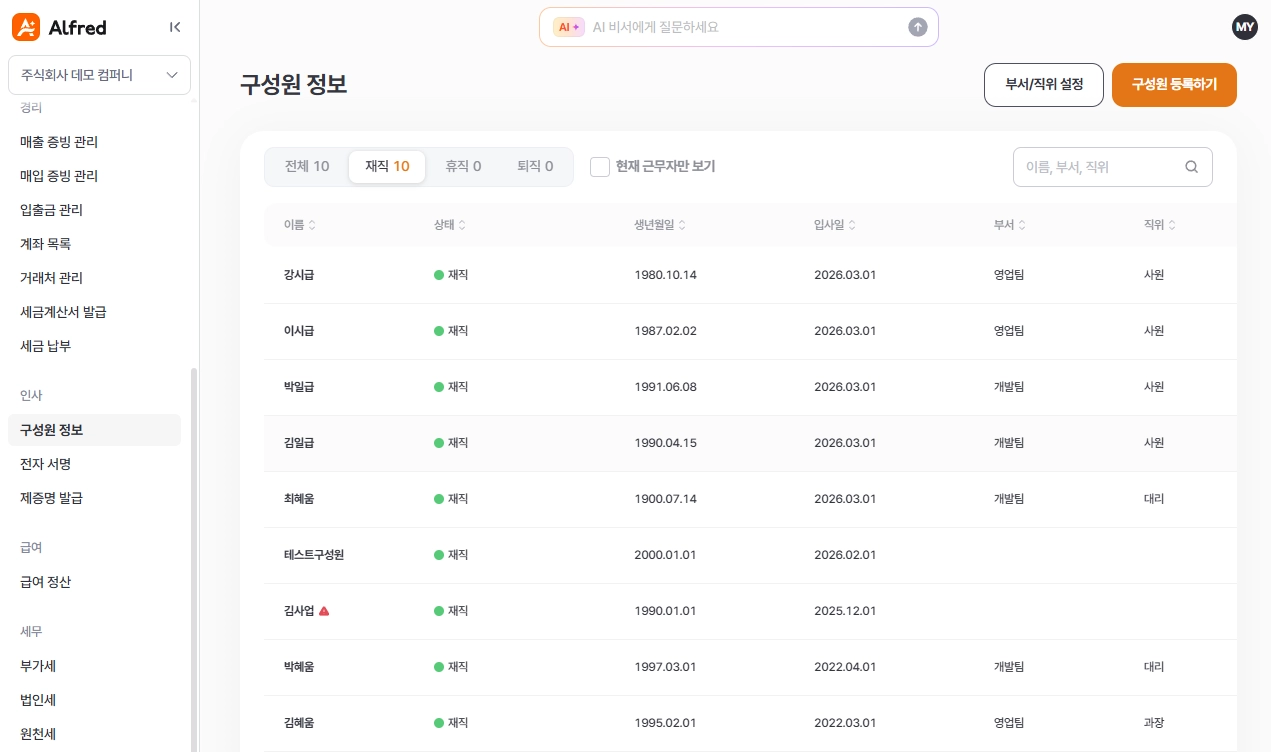 Alfred
주식회사 데모 컴퍼니
경리
매출 증빙 관리
매입 증빙 관리
입출금 관리
계좌 목록
거래처 관리
세금계산서 발급
세금 납부
인사
구성원 정보
전자 서명
제증명 발급
급여
급여 정산
세무
부가세
법인세
원천세
AI AI 비서에게 질문하세요
MY
구성원 정보
부서/직위 설정
구성원 등록하기
전체 10 재직 10 휴직 0 퇴직 0 현재 근무자만 보기
이름, 부서, 직위
이름 상태 생년월일 입사일 부서 직위
강시급 재직 1980.10.14 2026.03.01 영업팀 사원
이시급 재직 1987.02.02 2026.03.01 영업팀 사원
박일급 재직 1991.06.08 2026.03.01 개발팀 사원
김일급 재직 1990.04.15 2026.03.01 개발팀 사원
최혜움 재직 1900.07.14 2026.03.01 개발팀 대리
테스트구성원 재직 2000.01.01 2026.02.01
김사업 재직 1990.01.01 2025.12.01
박혜움 재직 1997.03.01 2022.04.01 개발팀 대리
김혜움 재직 1995.02.01 2022.03.01 영업팀 과장